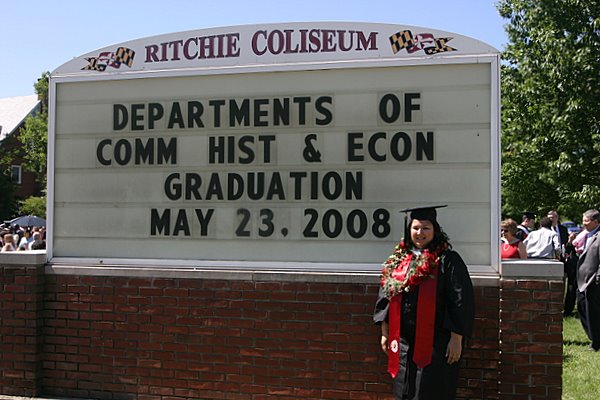 RITCHIE COLISEUM
DEPARTMENTS OF
COMM HIST & ECON
GRADUATION
MAY 23, 2008